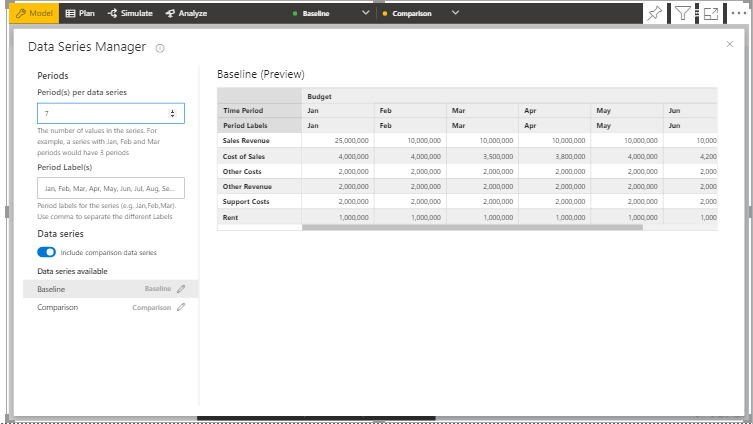 Model Plan Simulate Analyze Baseline Comparison
Data Series Manager
Periods
Period(s) per data series
7
The number of values in the series. For
example, a series with Jan, Feb and Mar
periods would have 3 periods
Period Label(s)
Jan, Feb, Mar, Apr, May, Jun, Jul, Aug, Se...
Period labels for the series (e.g. Jan,Feb,Mar).
Use comma to separate the different Labels
Data series
Include comparison data series
Data series available
Baseline Baseline
Comparison Comparison
Baseline (Preview)
Budget
Time Period Jan Feb Mar Apr May Jun
Period Labels Jan Feb Mar Apr May Jun
Sales Revenue 25,000,000 10,000,000 10,000,000 10,000,000 10,000,000 10,000
Cost of Sales 4,000,000 4,000,000 3,500,000 3,800,000 4,000,000 4,200
Other Costs 2,000,000 2,000,000 2,000,000 2,000,000 2,000,000 2,000
Other Revenue 2,000,000 2,000,000 2,000,000 2,000,000 2,000,000 2,000
Support Costs 2,000,000 2,000,000 2,000,000 2,000,000 2,000,000 2,000
Rent 1,000,000 1,000,000 1,000,000 1,000,000 1,000,000 1,000